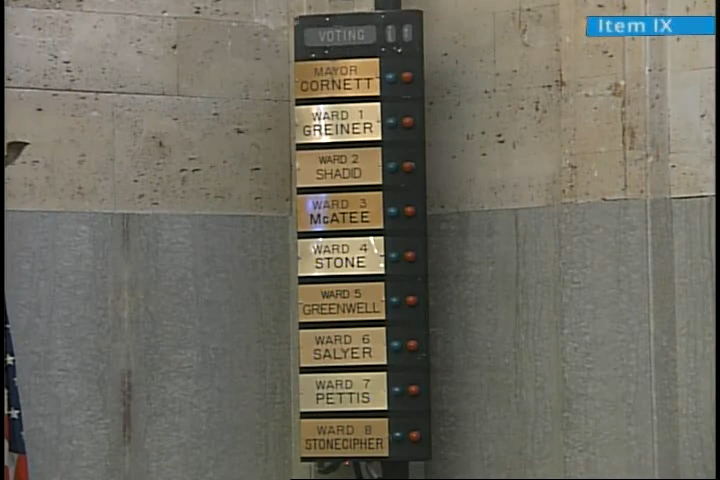 Item IX
VOTING
MAYOR
CORNETT
WARD 1
GREINER
WARD 2
SHADID
WARD 3
McATEE
WARD 4
STONE
WARD 5
GREENWELL
WARD 6
SALYER
WARD 7
PETTIS
WARD 8
STONECIPHER